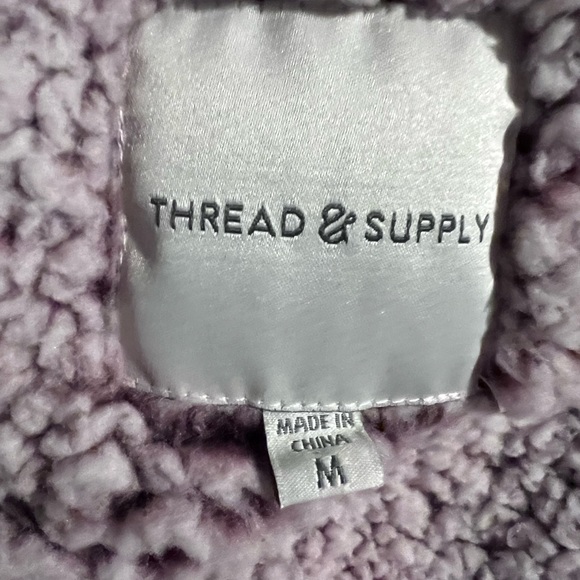 THREAD & SUPPLY
MADE IN
CHINA
M